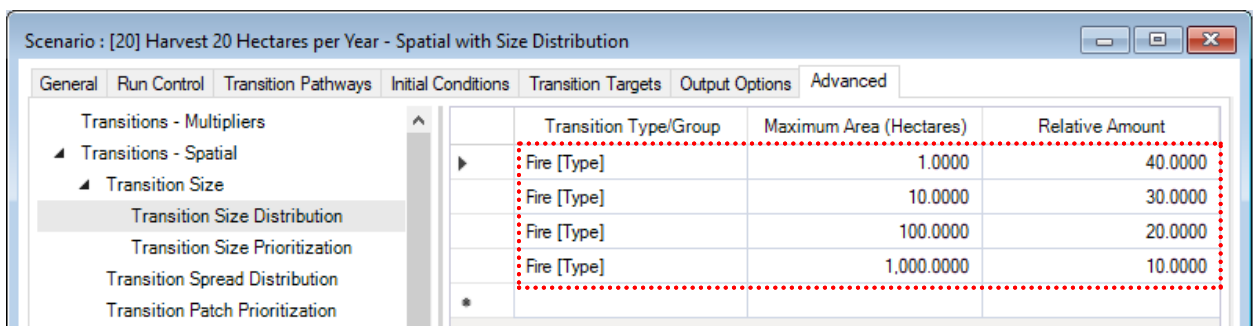 Scenario : [20] Harvest 20 Hectares per Year - Spatial with Size Distribution
General Run Control Transition Pathways Initial Conditions Transition Targets Output Options Advanced
Transitions - Multipliers
Transitions - Spatial
Transition Size
Transition Size Distribution
Transition Size Prioritization
Transition Spread Distribution
Transition Patch Prioritization
Transition Type/Group Maximum Area (Hectares) Relative Amount
Fire [Type] 1.0000 40.0000
Fire [Type] 10.0000 30.0000
Fire [Type] 100.0000 20.0000
Fire [Type] 1,000.0000 10.0000